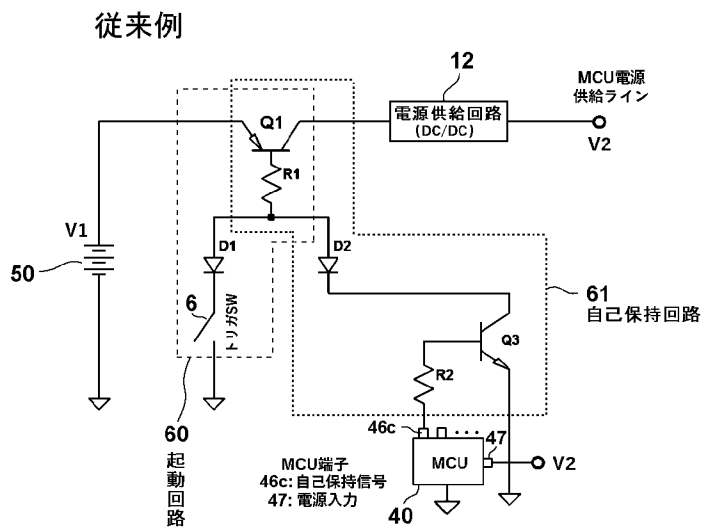 従来例
12
MCU電源
供給ライン
電源供給回路
(DC/DC)
V2
Q1
R1
V1
50
D1
D2
6
トリガSW
61
自己保持回路
Q3
R2
60
起動回路
46c
・・・
47
MCU
V2
MCU端子
46c:自己保持信号
47:電源入力
40